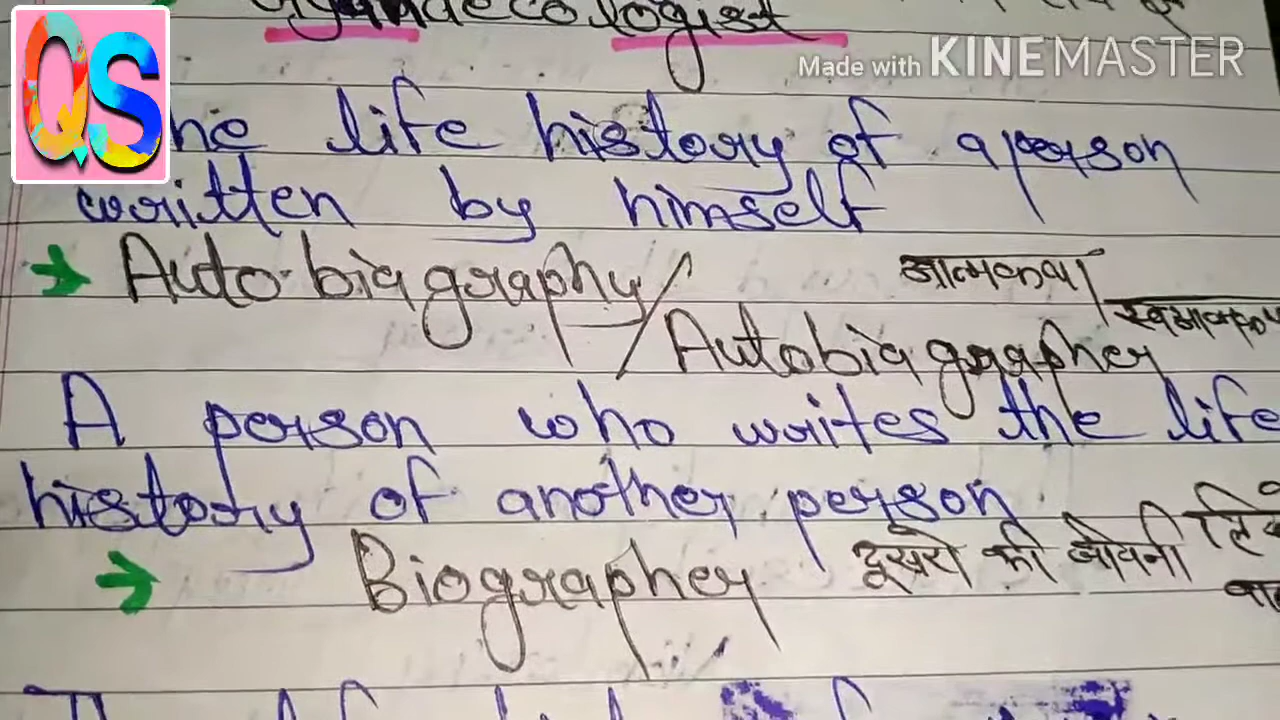 QS
Made with KINEMASTER
ne life history of a person
written by himself
→ Autobiography/ आत्मकथा
Autobiographer
A person who writes the life
history of another person
→ Biographer दूसरो की जीवनी